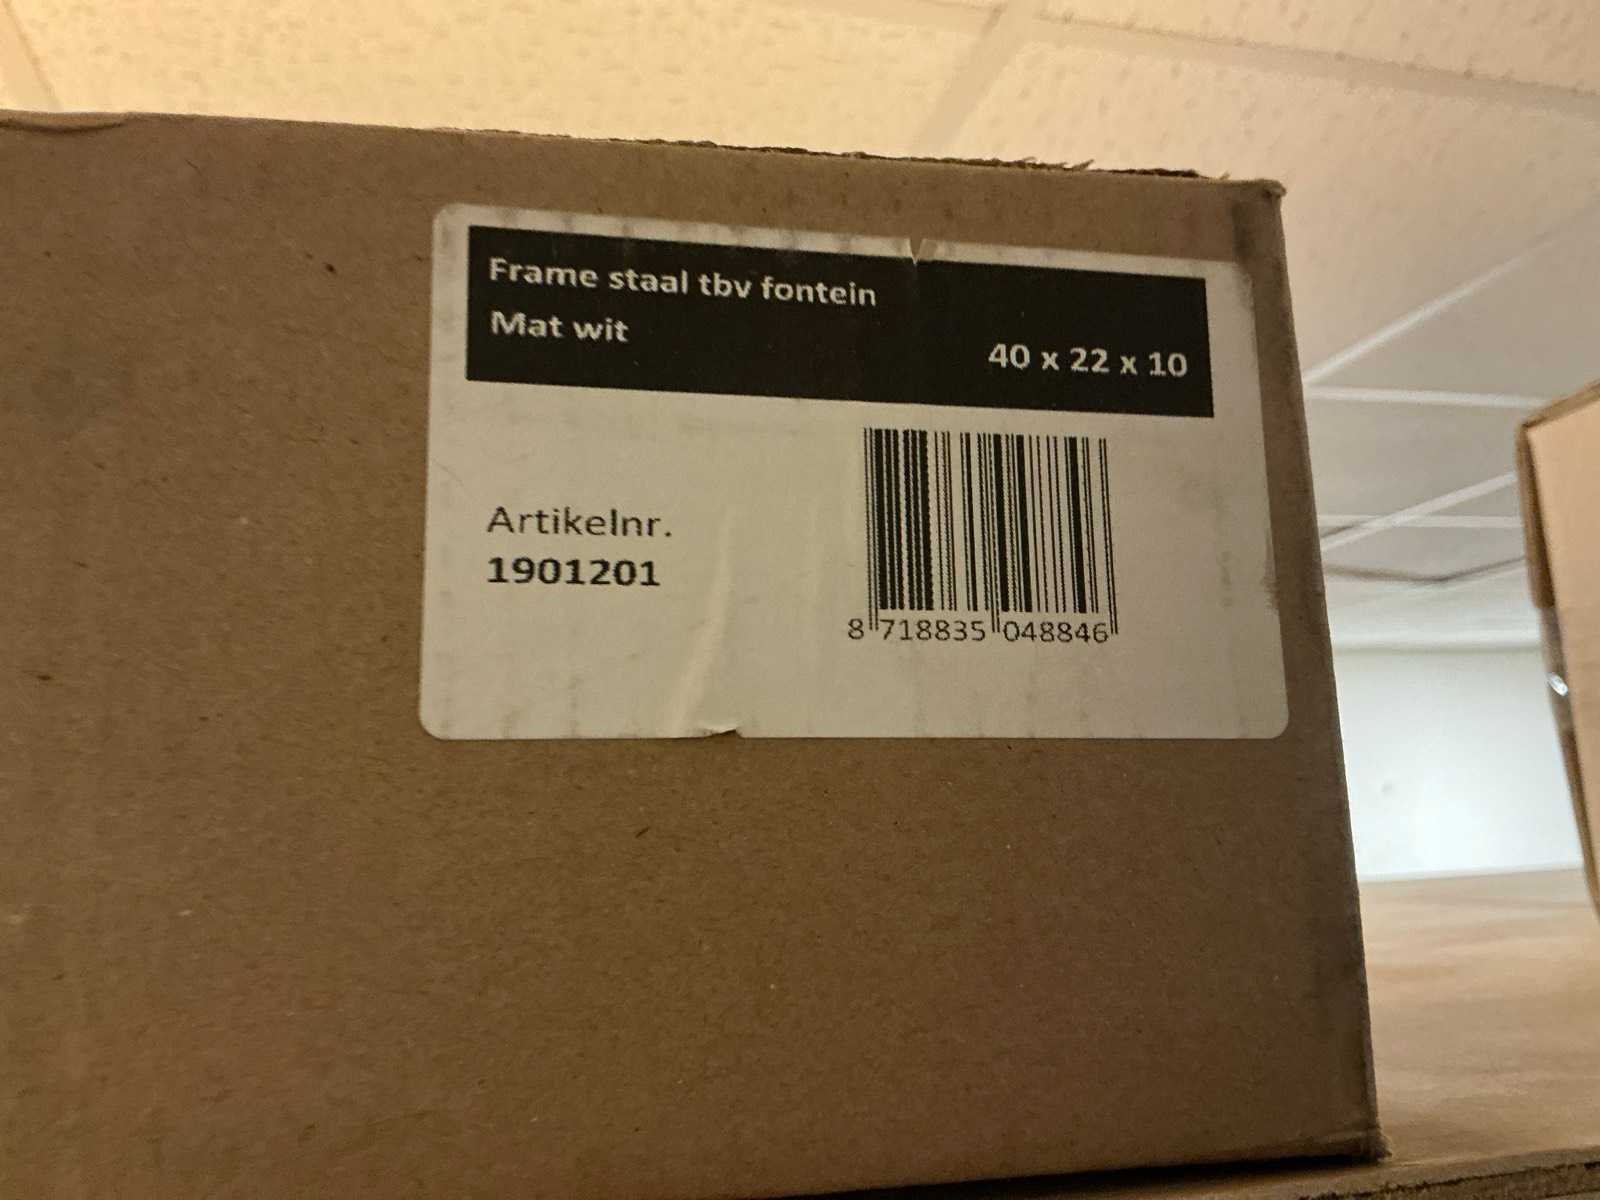 Frame staal tbv fontein
Mat wit
40 x 22 x 10
Artikelnr.
1901201
8 718835 048846